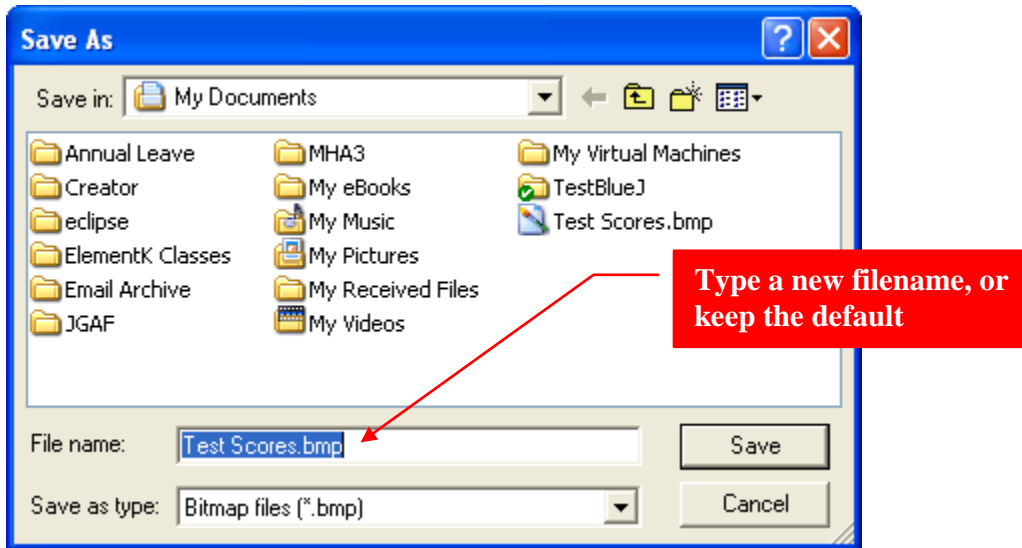 Save As
Save in: My Documents
Annual Leave
Creator
eclipse
ElementK Classes
Email Archive
JGAF
MHA3
My eBooks
My Music
My Pictures
My Received Files
My Videos
My Virtual Machines
TestBlueJ
Test Scores.bmp
Type a new filename, or
keep the default
File name: Test Scores.bmp
Save
Save as type: Bitmap files (*.bmp)
Cancel